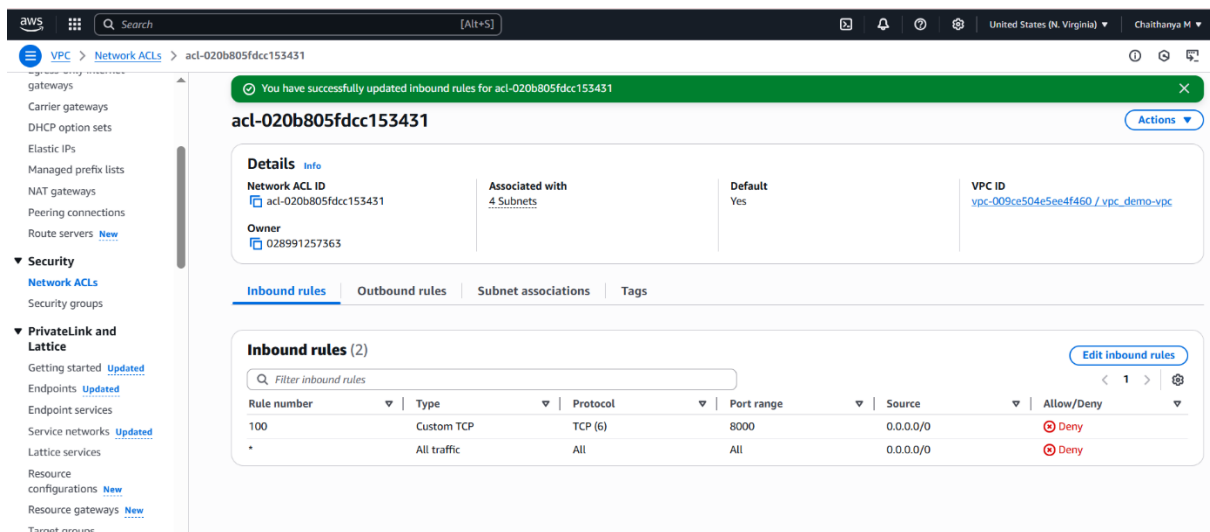 aws
Search
[Alt+S]
United States (N. Virginia) ▼
Chaithanya M ▼
VPC > Network ACLs > acl-020b805fdcc153431
gateways
Carrier gateways
DHCP option sets
Elastic IPs
Managed prefix lists
NAT gateways
Peering connections
Route servers New
▼ Security
Network ACLs
Security groups
▼ PrivateLink and
Lattice
Getting started Updated
Endpoints Updated
Endpoint services
Service networks Updated
Lattice services
Resource
configurations New
Resource gateways New
Target groups
You have successfully updated inbound rules for acl-020b805fdcc153431
acl-020b805fdcc153431
Actions ▼
Details Info
Network ACL ID
acl-020b805fdcc153431
Associated with
4 Subnets
Default
Yes
VPC ID
vpc-009ce504e5ee4f460 / vpc_demo-vpc
Owner
028991257363
Inbound rules
Outbound rules
Subnet associations
Tags
Inbound rules (2)
Edit inbound rules
Filter inbound rules
< 1 >
Rule number Type Protocol Port range Source Allow/Deny
100 Custom TCP TCP (6) 8000 0.0.0.0/0 Deny
* All traffic All All 0.0.0.0/0 Deny